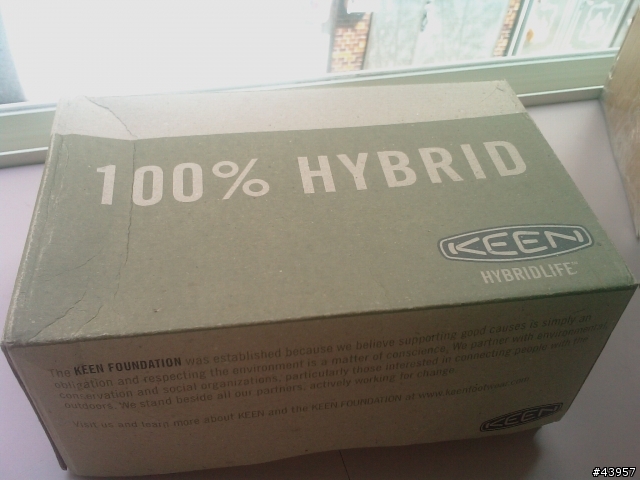 100% HYBRID
KEEN
HYBRIDLIFE™
The KEEN FOUNDATION was established because we believe supporting good causes is simply an
obligation and respecting the environment is a matter of conscience. We partner with environmental,
conservation and social organizations, particularly those interested in connecting people with the
outdoors. We stand beside all our partners, actively working for change.
Visit us and learn more about KEEN and the KEEN FOUNDATION at www.keenfootwear.com
KEEN
#43957